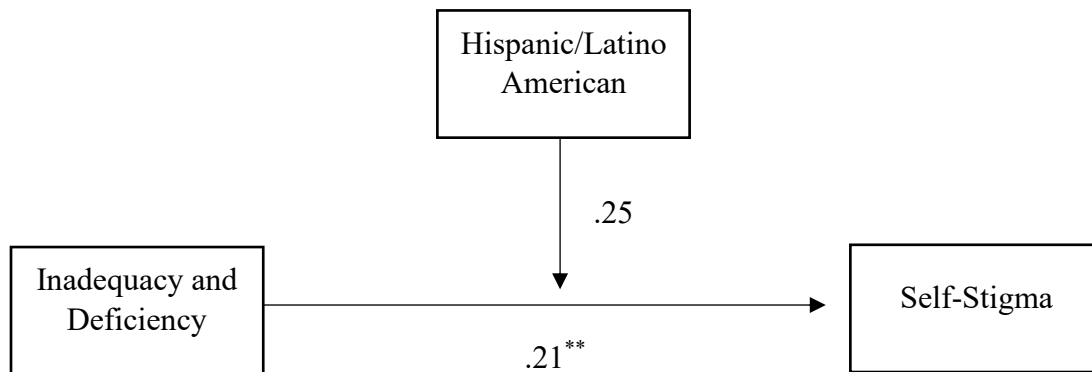 Hispanic/Latino
American
.25
Inadequacy and
Deficiency
Self-Stigma
.21**